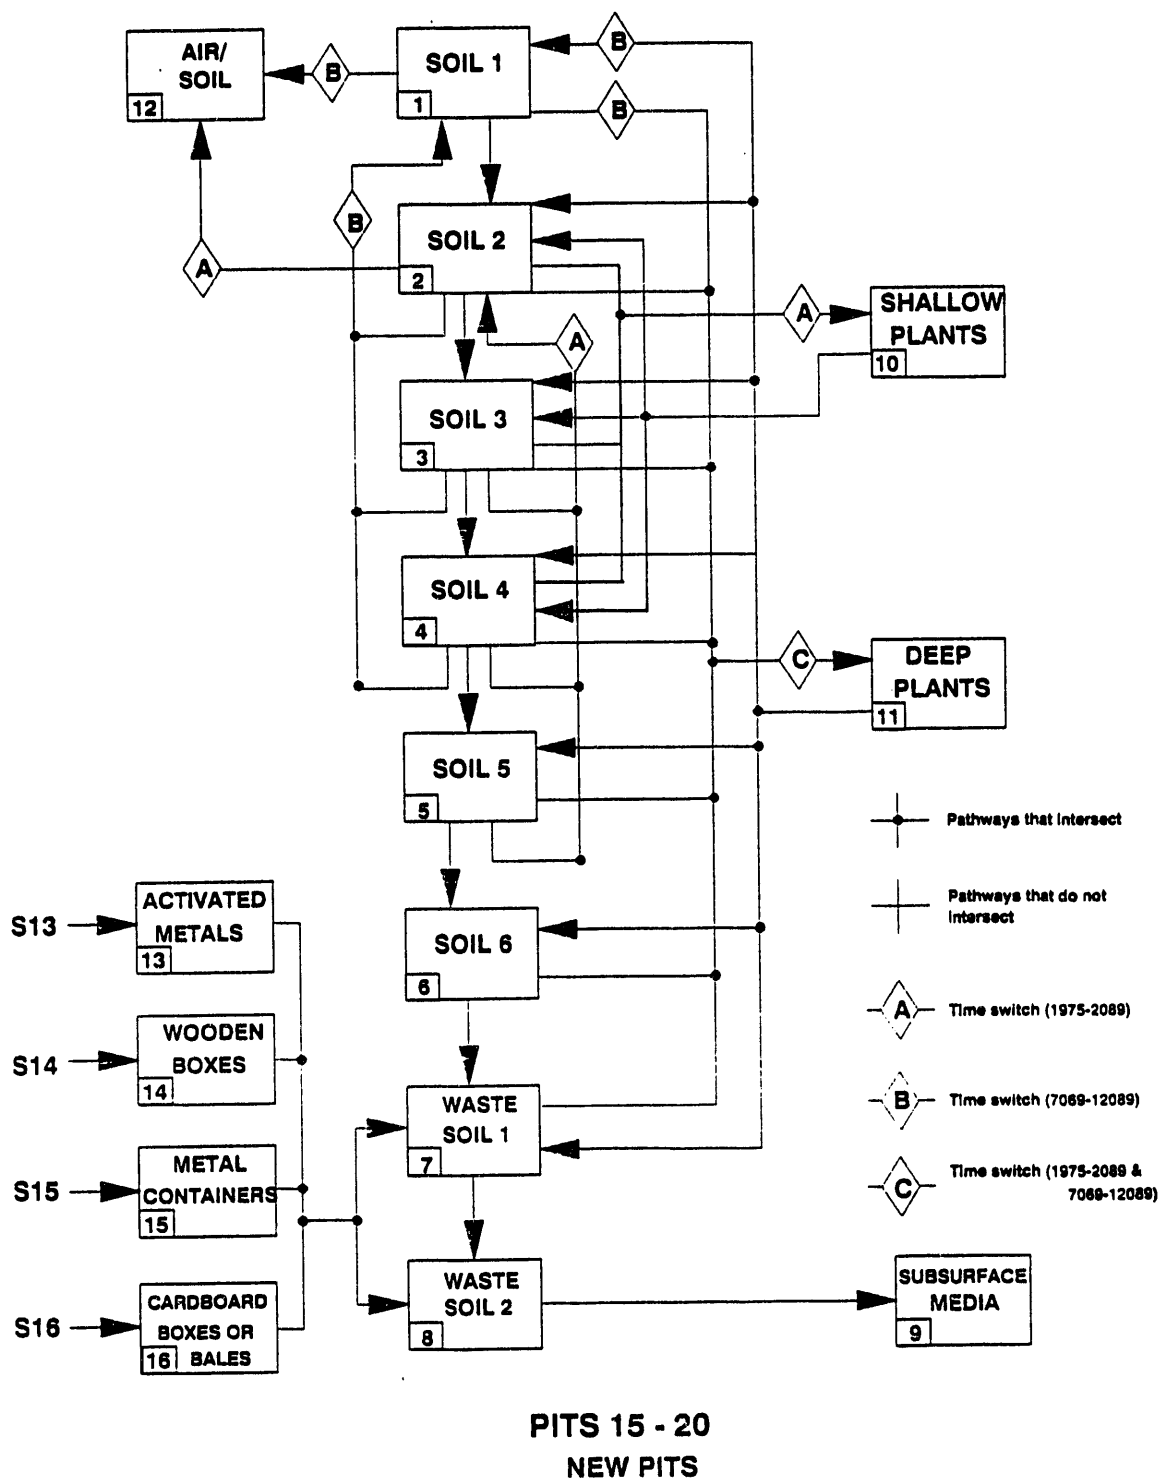 AIR/
SOIL
12
B
SOIL 1
1
B
B
B
SOIL 2
2
A
A
SHALLOW
PLANTS
10
A
SOIL 3
3
SOIL 4
4
C
DEEP
PLANTS
11
SOIL 5
5
Pathways that intersect
Pathways that do not
intersect
S13
ACTIVATED
METALS
13
SOIL 6
6
A
Time switch (1975-2089)
S14
WOODEN
BOXES
14
B
Time switch (7069-12089)
WASTE
SOIL 1
7
S15
METAL
CONTAINERS
15
C
Time switch (1975-2089 &
7069-12089)
WASTE
SOIL 2
8
SUBSURFACE
MEDIA
9
S16
CARDBOARD
BOXES OR
16 BALES
PITS 15 - 20
NEW PITS